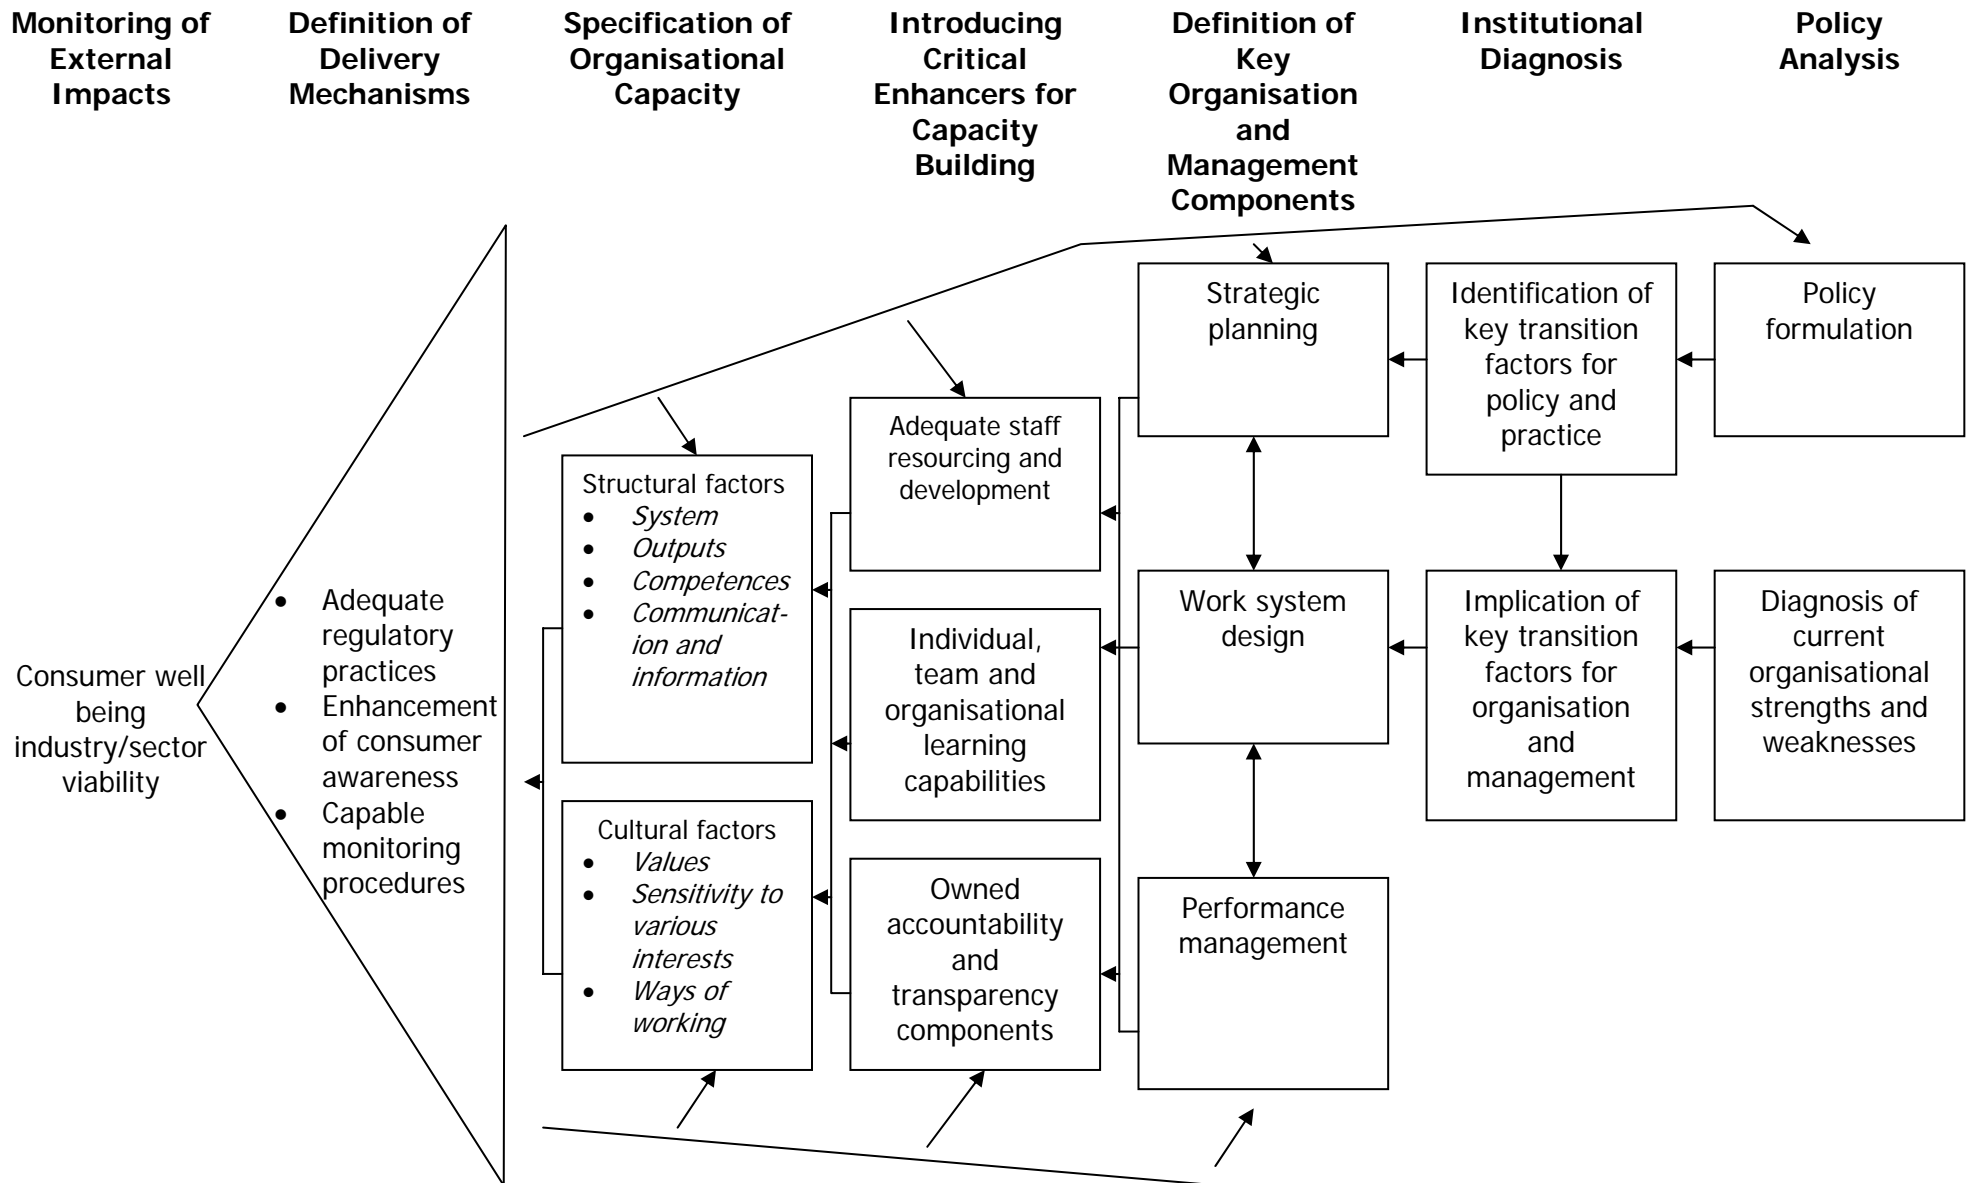 Monitoring of
External
Impacts
Definition of
Delivery
Mechanisms
Specification of
Organisational
Capacity
Introducing
Critical
Enhancers for
Capacity
Building
Definition of
Key
Organisation
and
Management
Components
Institutional
Diagnosis
Policy
Analysis
Consumer well
being
industry/sector
viability
• Adequate
regulatory
practices
• Enhancement
of consumer
awareness
• Capable
monitoring
procedures
Structural factors
• System
• Outputs
• Competences
• Communicat-
ion and
information
Cultural factors
• Values
• Sensitivity to
various
interests
• Ways of
working
Adequate staff
resourcing and
development
Individual,
team and
organisational
learning
capabilities
Owned
accountability
and
transparency
components
Strategic
planning
Work system
design
Performance
management
Identification of
key transition
factors for
policy and
practice
Implication of
key transition
factors for
organisation
and
management
Policy
formulation
Diagnosis of
current
organisational
strengths and
weaknesses